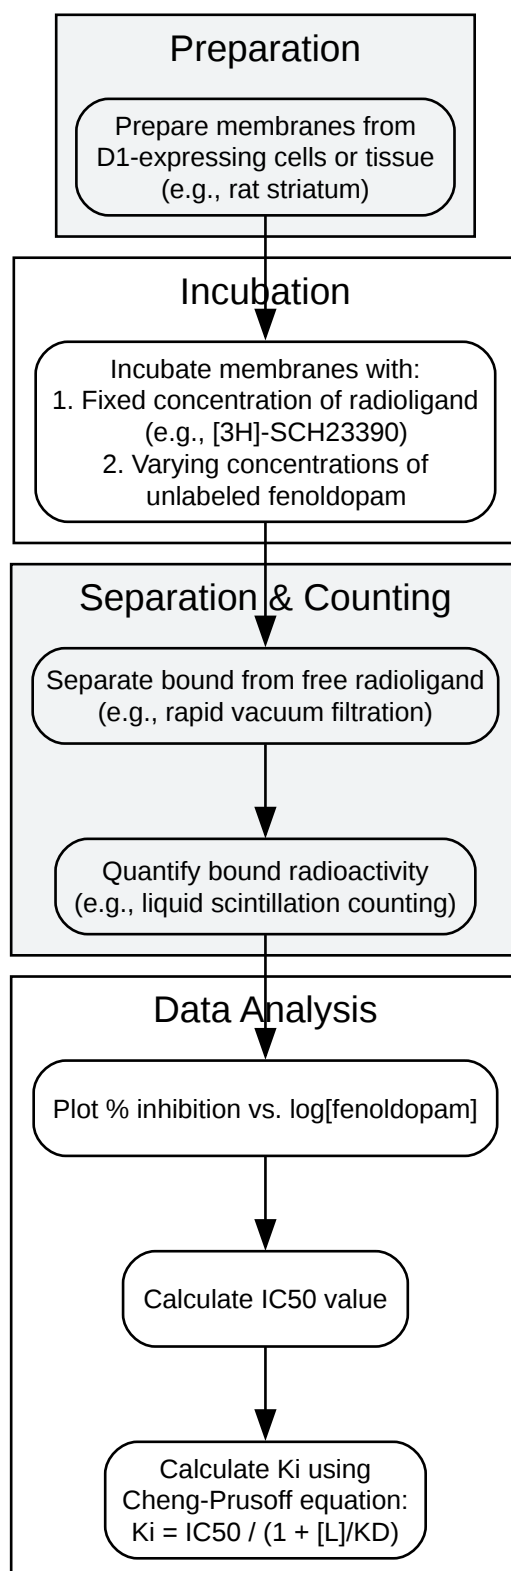 Preparation
Prepare membranes from
D1-expressing cells or tissue
(e.g., rat striatum)
Incubation
Incubate membranes with:
1. Fixed concentration of radioligand
(e.g., [3H]-SCH23390)
2. Varying concentrations of
unlabeled fenoldopam
Separation & Counting
Separate bound from free radioligand
(e.g., rapid vacuum filtration)
Quantify bound radioactivity
(e.g., liquid scintillation counting)
Data Analysis
Plot % inhibition vs. log[fenoldopam]
Calculate IC50 value
Calculate Ki using
Cheng-Prusoff equation:
Ki = IC50 / (1 + [L]/KD)